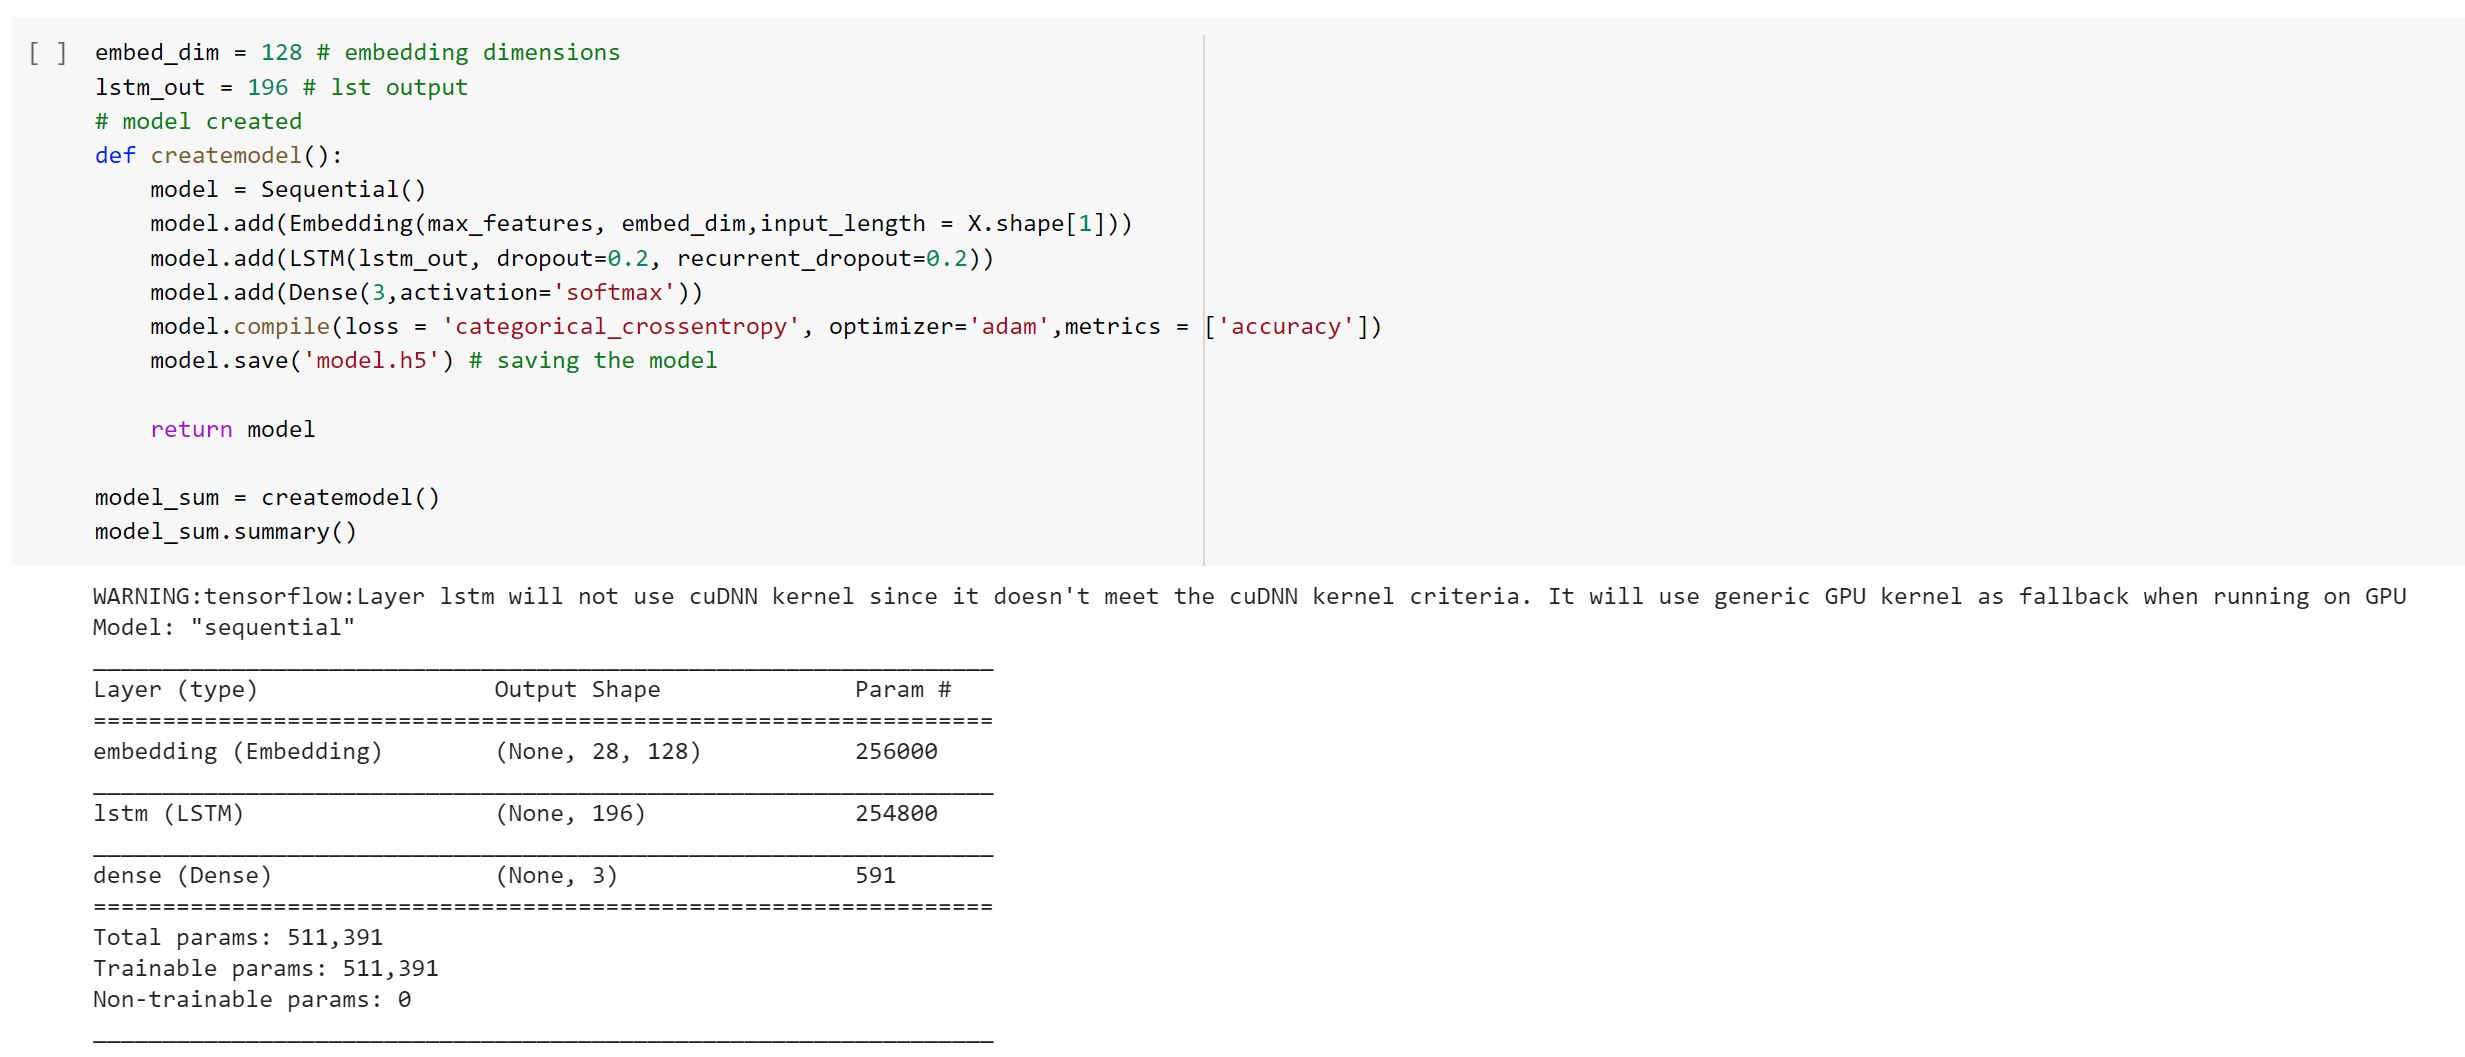 [ ] embed_dim = 128 # embedding dimensions
lstm_out = 196 # lst output
# model created
def createmodel():
    model = Sequential()
    model.add(Embedding(max_features, embed_dim,input_length = X.shape[1]))
    model.add(LSTM(lstm_out, dropout=0.2, recurrent_dropout=0.2))
    model.add(Dense(3,activation='softmax'))
    model.compile(loss = 'categorical_crossentropy', optimizer='adam',metrics = ['accuracy'])
    model.save('model.h5') # saving the model
    return model
model_sum = createmodel()
model_sum.summary()
WARNING:tensorflow:Layer lstm will not use cuDNN kernel since it doesn't meet the cuDNN kernel criteria. It will use generic GPU kernel as fallback when running on GPU
Model: "sequential"
_________________________________________________________________
Layer (type)                 Output Shape              Param #
=================================================================
embedding (Embedding)        (None, 28, 128)           256000
_________________________________________________________________
lstm (LSTM)                  (None, 196)               254800
_________________________________________________________________
dense (Dense)                (None, 3)                 591
=================================================================
Total params: 511,391
Trainable params: 511,391
Non-trainable params: 0
_________________________________________________________________